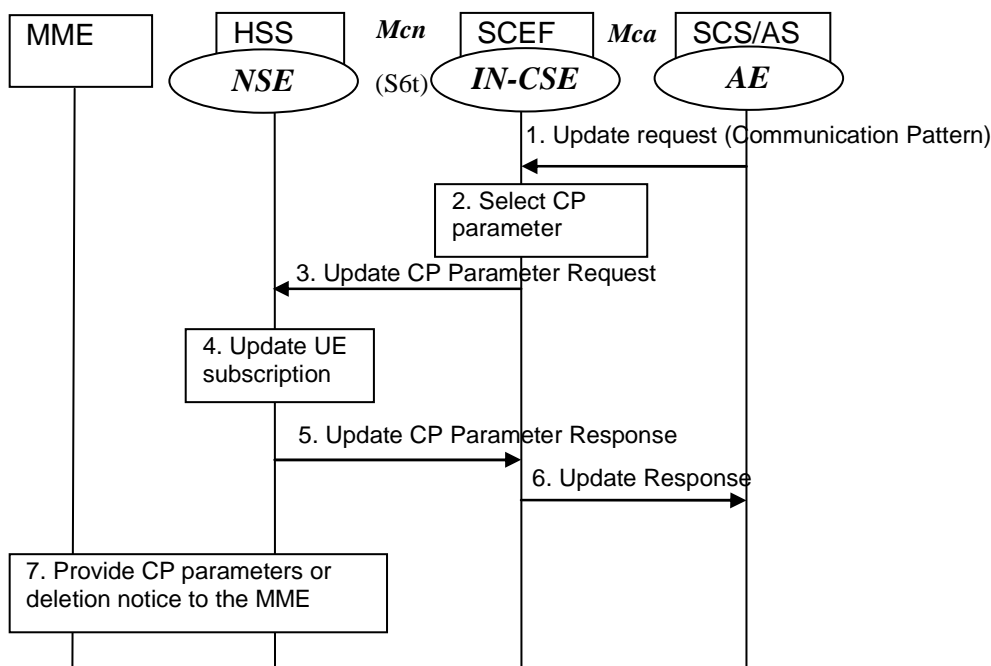 MME
HSS
Mcn
SCEF
Mca
SCS/AS
NSE
(S6t)
IN-CSE
AE
1. Update request (Communication Pattern)
2. Select CP
parameter
3. Update CP Parameter Request
4. Update UE
subscription
5. Update CP Parameter Response
6. Update Response
7. Provide CP parameters or
deletion notice to the MME